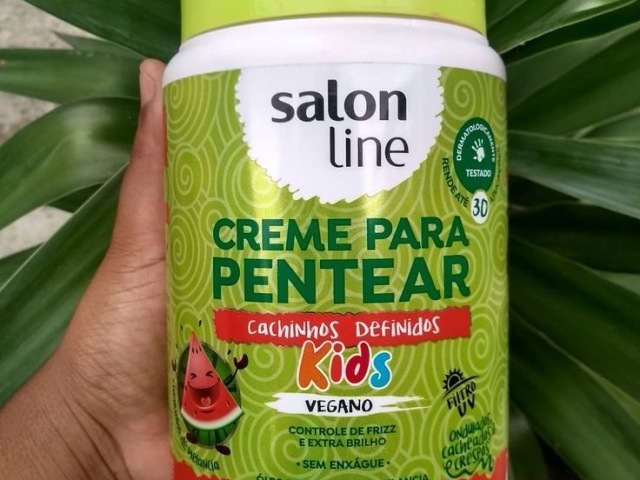 salon
line
DERMATOLOGICAMENTE
TESTADO
RENDE ATÉ 30
CREME PARA
PENTEAR
Cachinhos Definidos
Kids
VEGANO
CONTROLE DE FRIZZ
E EXTRA BRILHO
• SEM ENXÁGUE •
FILTRO
UV
ONDULADOS,
CACHEADOS
E CRESPOS
melancia